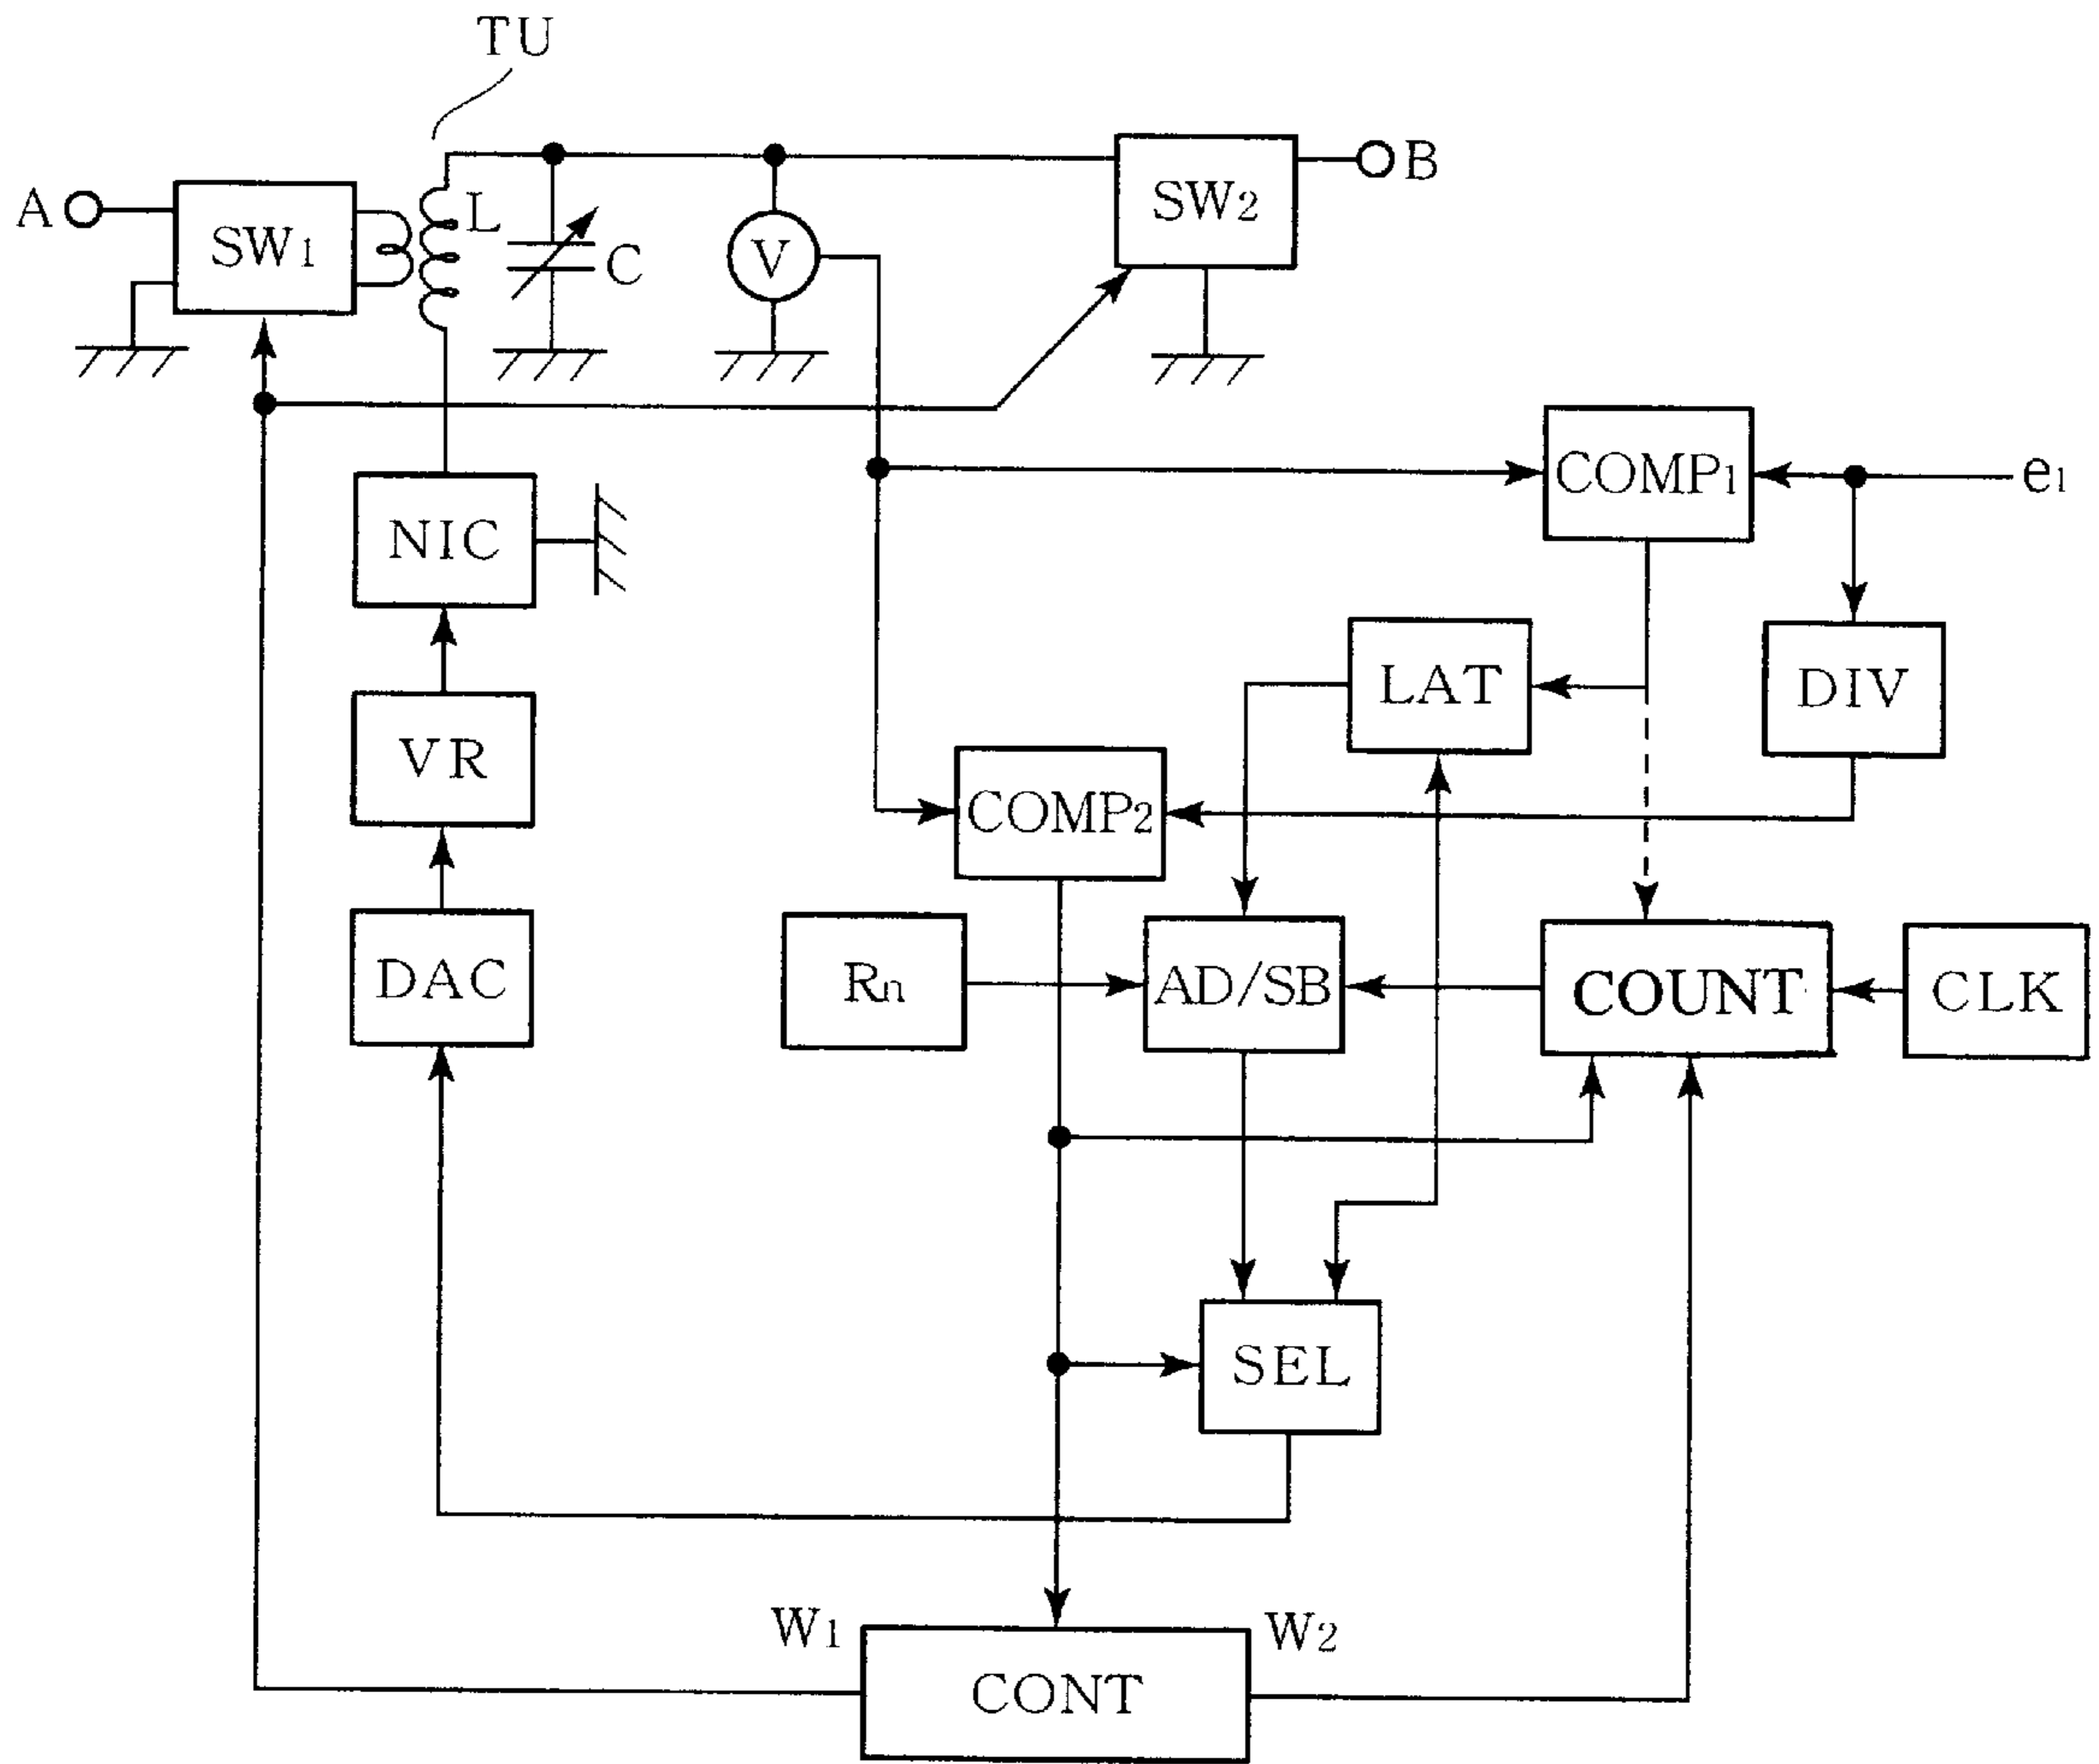 TU
A
SW1
L
C
V
SW2
B
NIC
COMP1
e1
LAT
DIV
VR
COMP2
DAC
Rn
AD/SB
COUNT
CLK
SEL
W1
W2
CONT